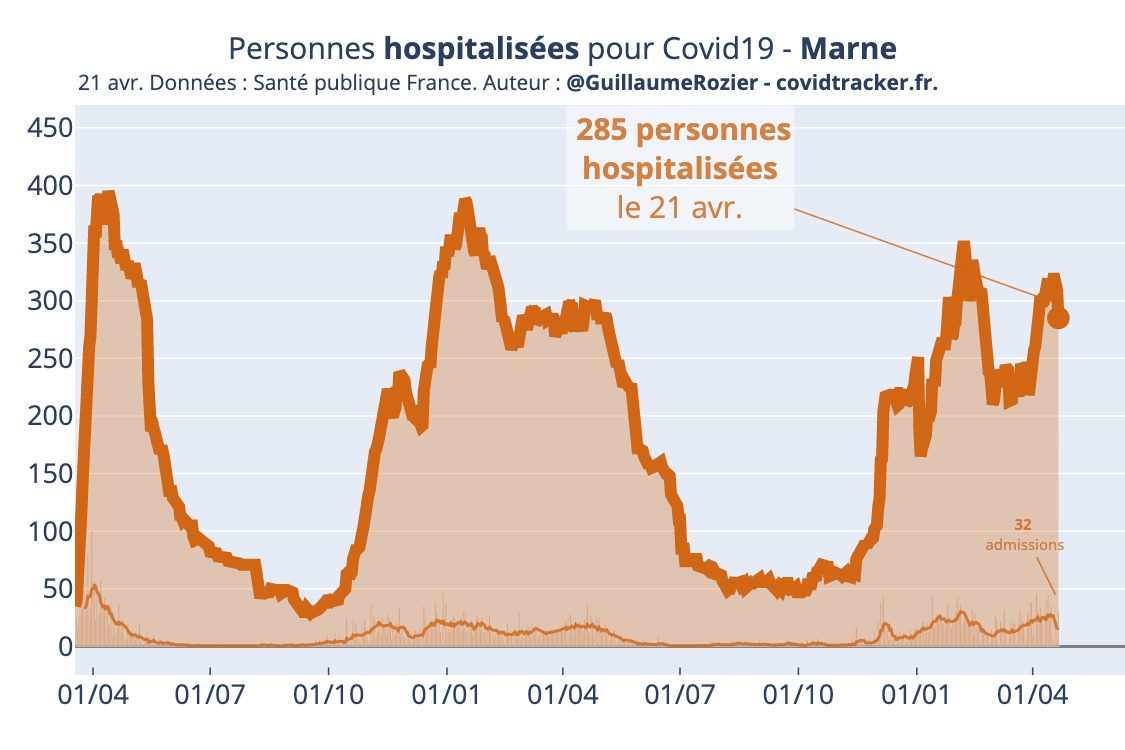 Personnes hospitalisées pour Covid19 - Marne
21 avr. Données : Santé publique France. Auteur : @GuillaumeRozier - covidtracker.fr.
285 personnes
hospitalisées
le 21 avr.
450
400
350
300
250
200
150
100
50
0
32
admissions
01/04 01/07 01/10 01/01 01/04 01/07 01/10 01/01 01/04